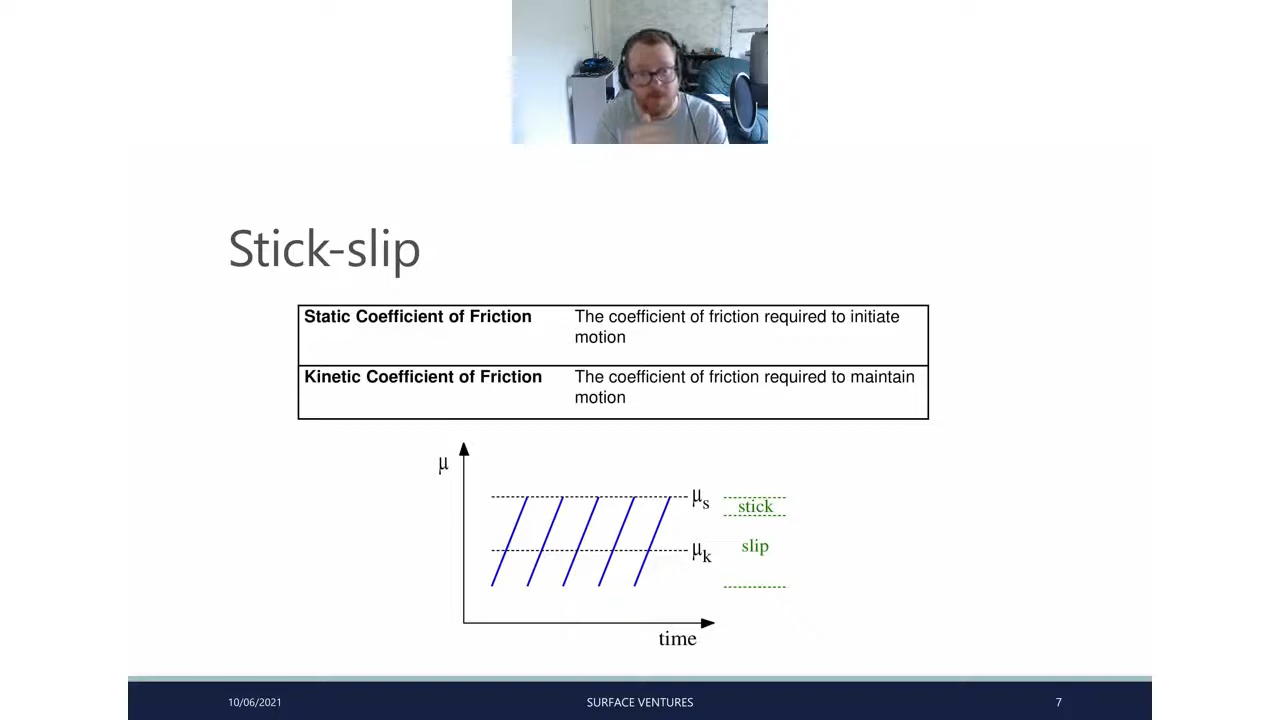 Stick-slip
Static Coefficient of Friction The coefficient of friction required to initiate
motion
Kinetic Coefficient of Friction The coefficient of friction required to maintain
motion
μ
μs stick
μk slip
time
10/06/2021 SURFACE VENTURES 7